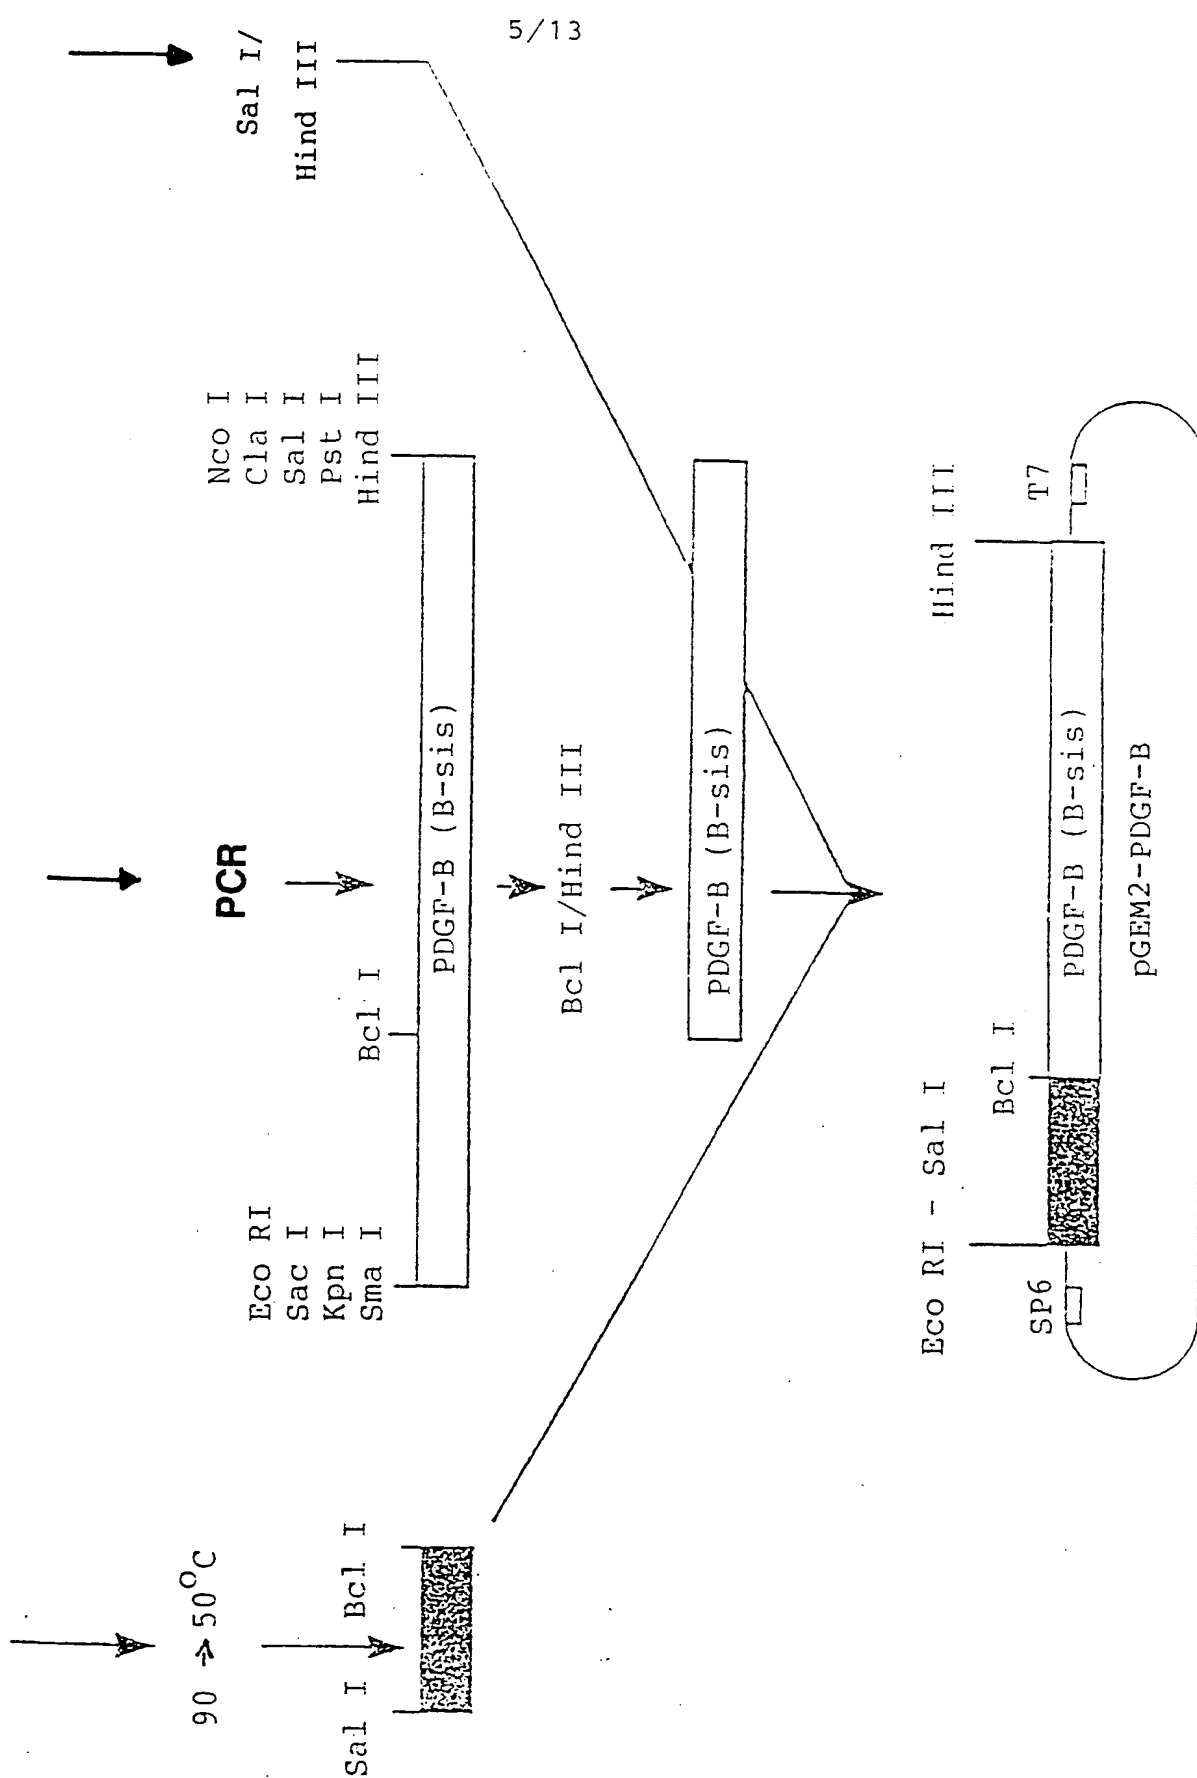 5/13
90 → 50°C
Sal I
Bcl I
PCR
Eco RI
Sac I
Kpn I
Sma I
Bcl I
Nco I
Cla I
Sal I
Pst I
Hind III
PDGF-B (B-sis)
Bcl I/Hind III
PDGF-B (B-sis)
Sal I/
Hind III
Eco RI - Sal I
Bcl I
Hind III
SP6
T7
PDGF-B (B-sis)
pGEM2-PDGF-B